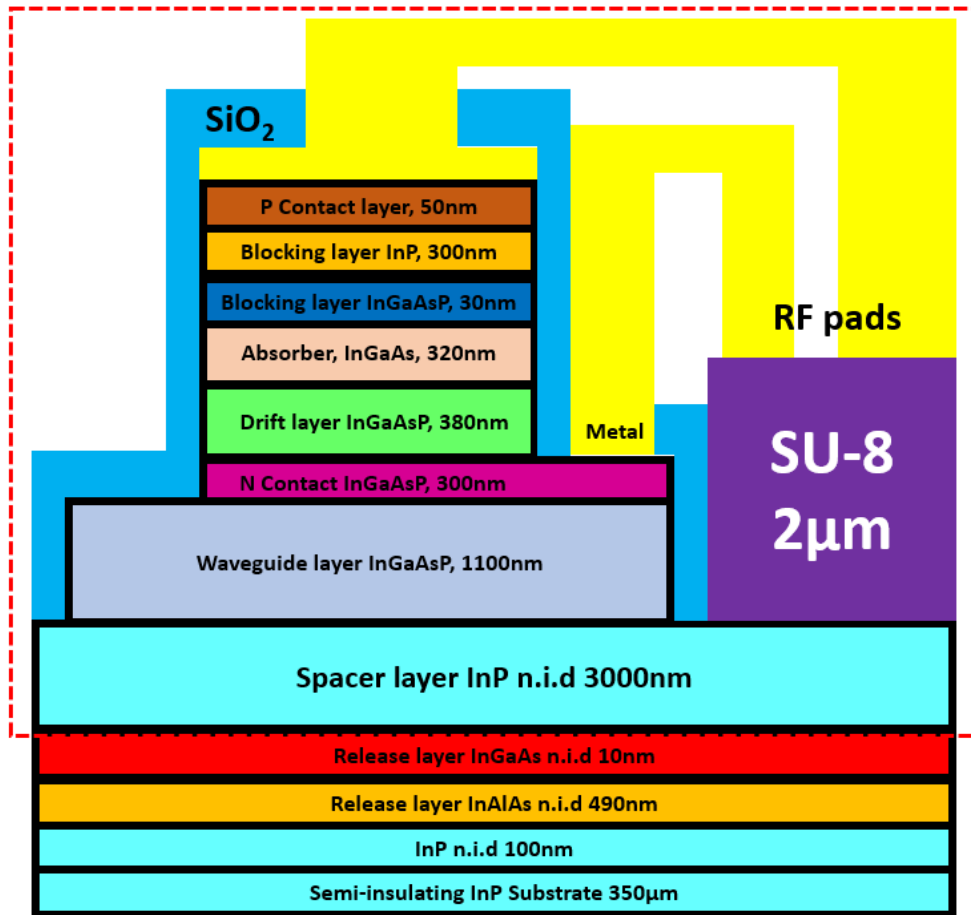 SiO₂
P Contact layer, 50nm
Blocking layer InP, 300nm
Blocking layer InGaAsP, 30nm
RF pads
Absorber, InGaAs, 320nm
Drift layer InGaAsP, 380nm
Metal
SU-8
2μm
N Contact InGaAsP, 300nm
Waveguide layer InGaAsP, 1100nm
Spacer layer InP n.i.d 3000nm
Release layer InGaAs n.i.d 10nm
Release layer InAlAs n.i.d 490nm
InP n.i.d 100nm
Semi-insulating InP Substrate 350μm